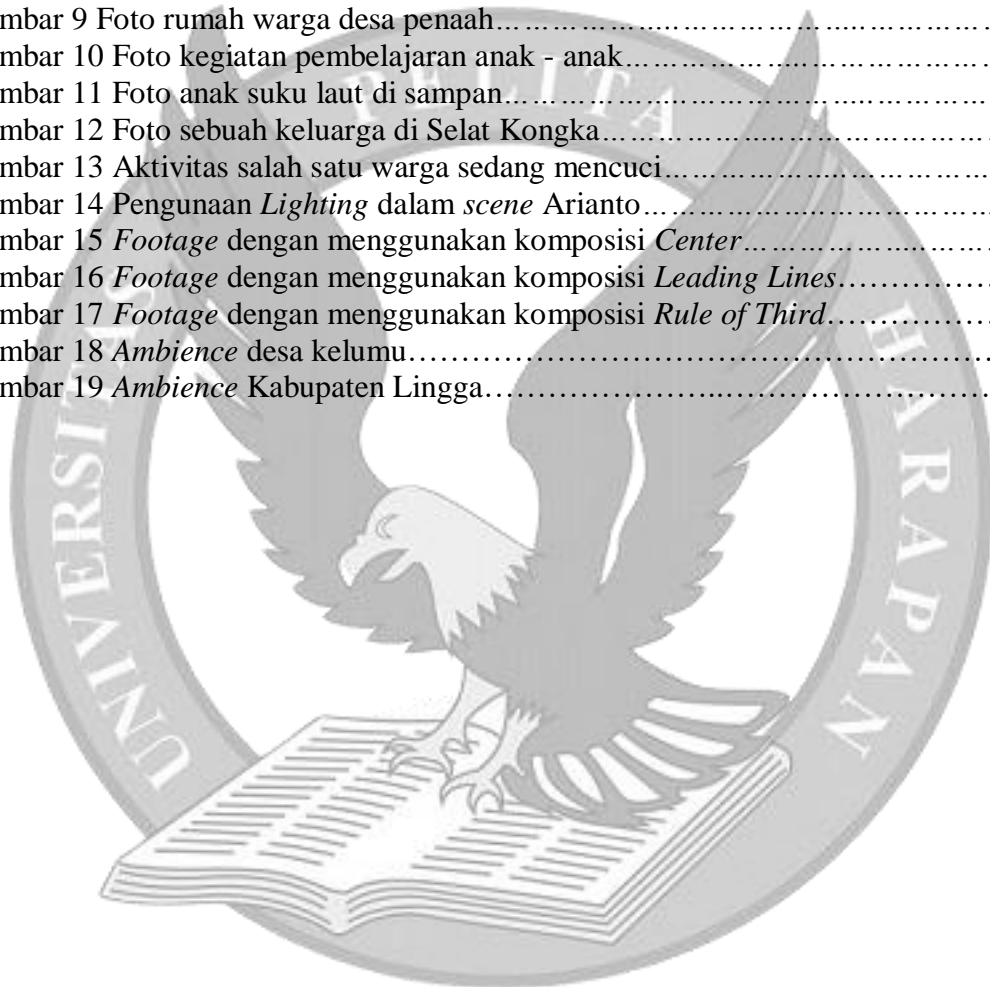 mbar 9 Foto rumah warga desa penaah………………..……………………..………………
mbar 10 Foto kegiatan pembelajaran anak - anak……………… ..………………………
mbar 11 Foto anak suku laut di sampan………………..……………………..……………
mbar 12 Foto sebuah keluarga di Selat Kongka………………..…………………………
mbar 13 Aktivitas salah satu warga sedang mencuci………………..……………………
mbar 14 Pengunaan Lighting dalam scene Arianto………………..………………………
mbar 15 Footage dengan menggunakan komposisi Center………………..………………
mbar 16 Footage dengan menggunakan komposisi Leading Lines………………
mbar 17 Footage dengan menggunakan komposisi Rule of Third…………………
mbar 18 Ambience desa kelumu…………………………………………………………
mbar 19 Ambience Kabupaten Lingga…………………..………………………………
UNIVERSITAS PELITA HARAPAN